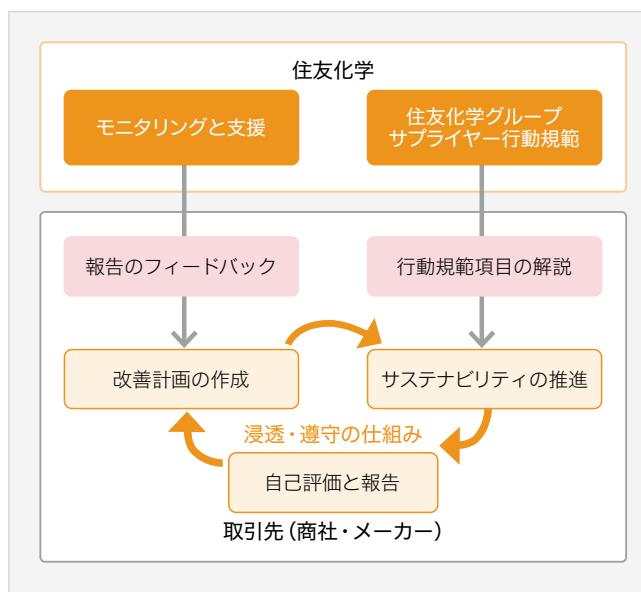 住友化学
モニタリングと支援
住友化学グループ
サプライヤー行動規範
報告のフィードバック
行動規範項目の解説
改善計画の作成
サステナビリティの推進
浸透・遵守の仕組み
自己評価と報告
取引先(商社・メーカー)